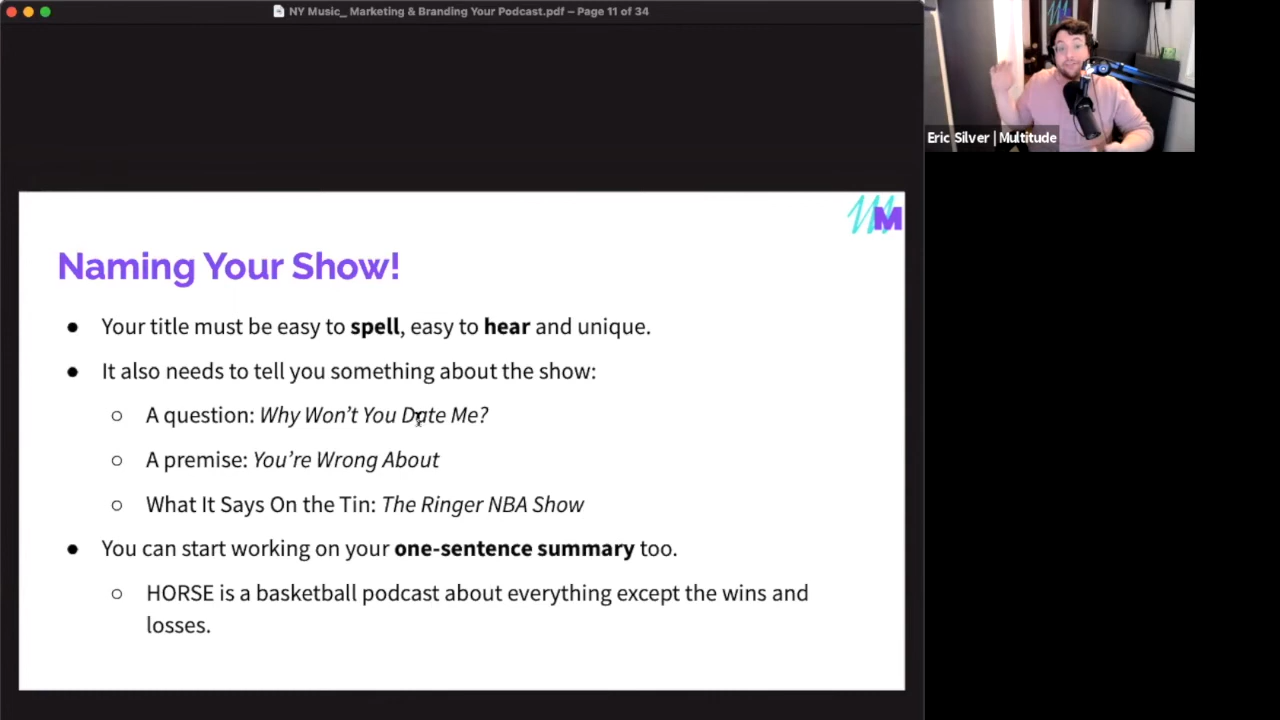 NY Music_ Marketing & Branding Your Podcast.pdf – Page 11 of 34
Eric Silver | Multitude
M
Naming Your Show!
● Your title must be easy to spell, easy to hear and unique.
● It also needs to tell you something about the show:
○ A question: Why Won't You Date Me?
○ A premise: You're Wrong About
○ What It Says On the Tin: The Ringer NBA Show
● You can start working on your one-sentence summary too.
○ HORSE is a basketball podcast about everything except the wins and
losses.